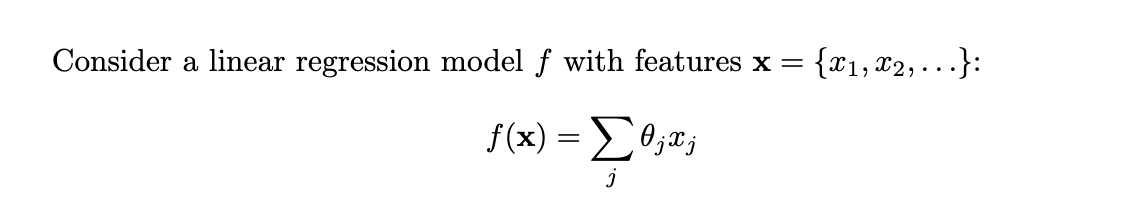 Consider a linear regression model f with features x = {x₁, x₂, . . .}:
f(x) = ∑ⱼ θⱼxⱼ